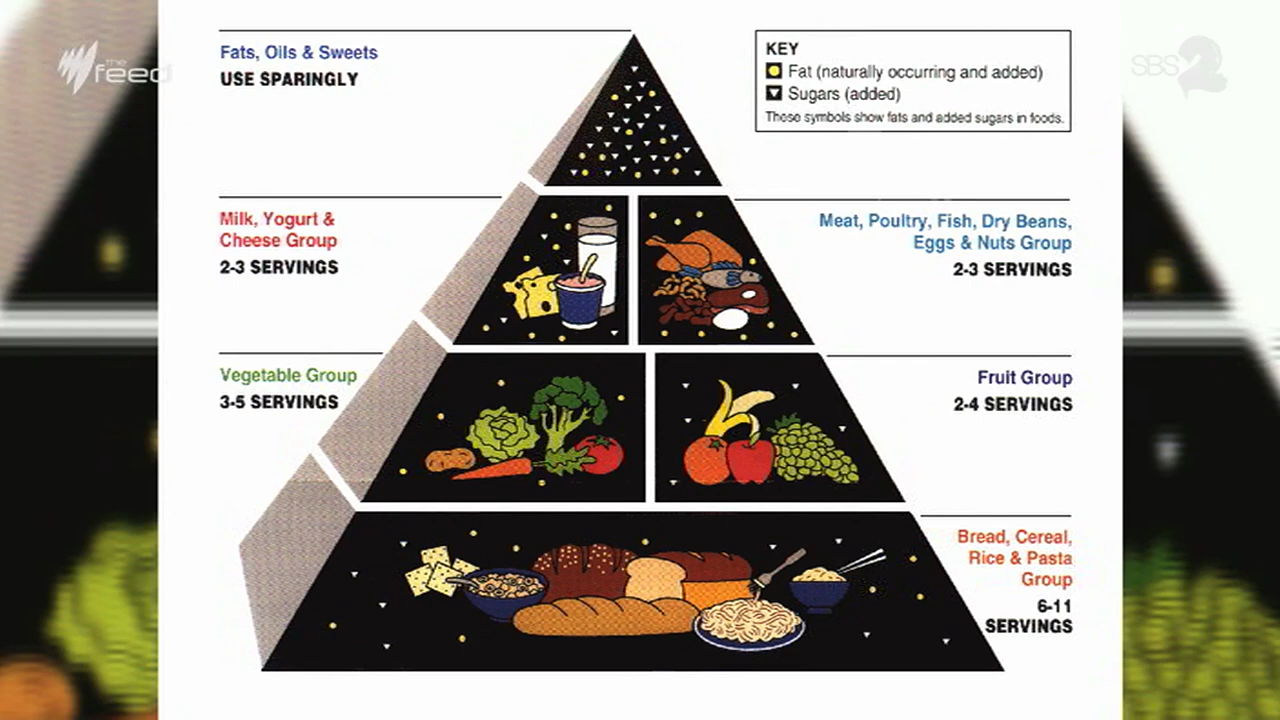 the
feed
SBS2
Fats, Oils & Sweets
USE SPARINGLY
KEY
Fat (naturally occurring and added)
Sugars (added)
These symbols show fats and added sugars in foods.
Milk, Yogurt &
Cheese Group
2-3 SERVINGS
Meat, Poultry, Fish, Dry Beans,
Eggs & Nuts Group
2-3 SERVINGS
Vegetable Group
3-5 SERVINGS
Fruit Group
2-4 SERVINGS
Bread, Cereal,
Rice & Pasta
Group
6-11
SERVINGS